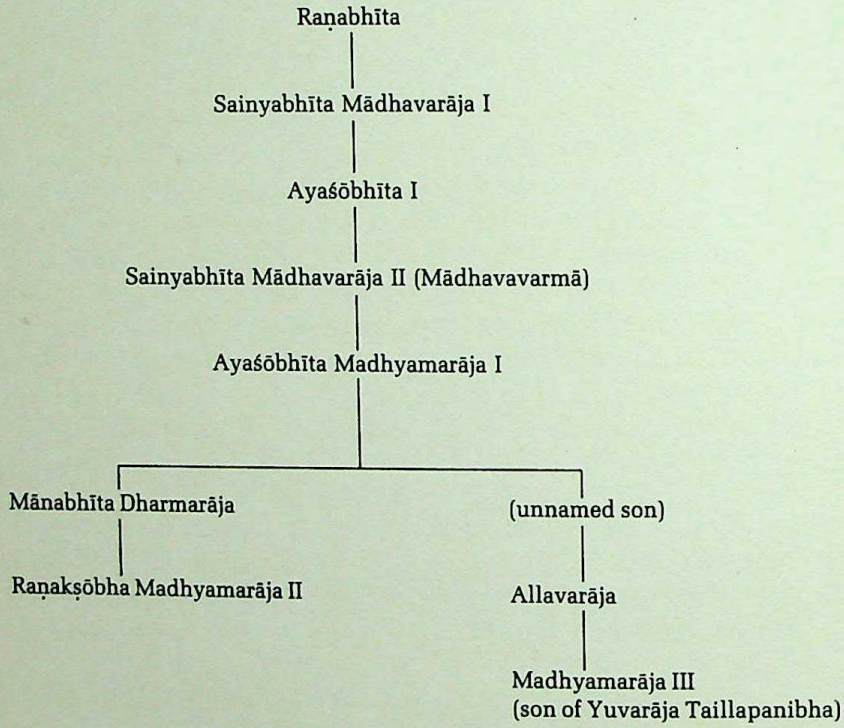 Raṇabhīta
Sainyabhīta Mādhavarāja I
Ayaśōbhīta I
Sainyabhīta Mādhavarāja II (Mādhavavarmā)
Ayaśōbhīta Madhyamarāja I
Mānabhīta Dharmarāja
(unnamed son)
Raṇakṣōbha Madhyamarāja II
Allavarāja
Madhyamarāja III
(son of Yuvarāja Taillapanibha)